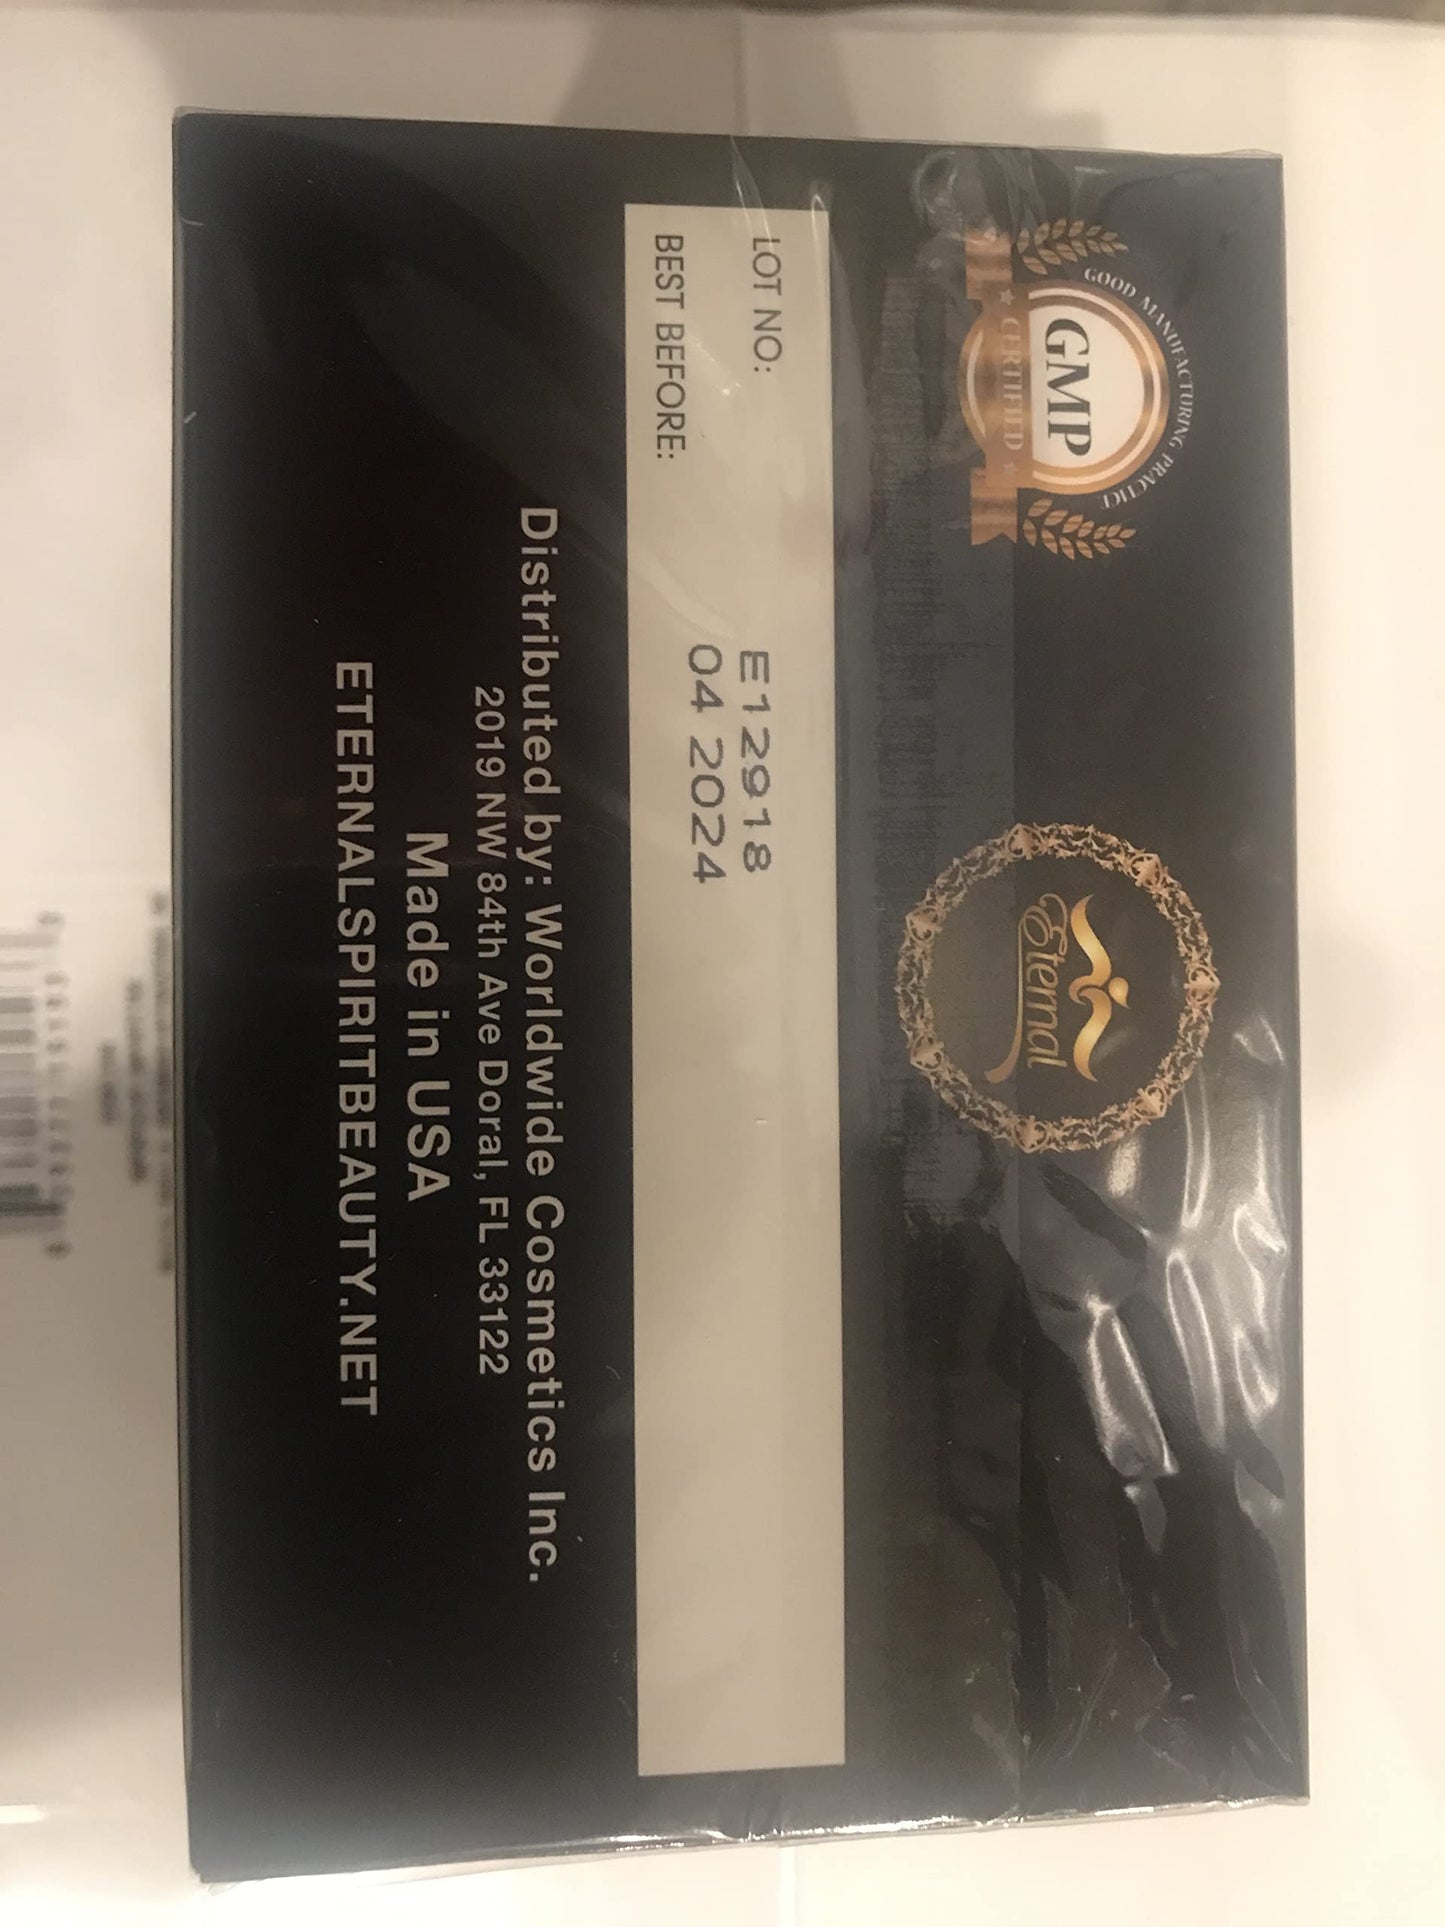 GOOD MANUFACTURING PRACTICE
GMP
CERTIFIED
Eternal
LOT NO:
E12918
BEST BEFORE:
04 2024
Distributed by: Worldwide Cosmetics Inc.
2019 NW 84th Ave Doral, FL 33122
Made in USA
ETERNALSPIRITBEAUTY.NET